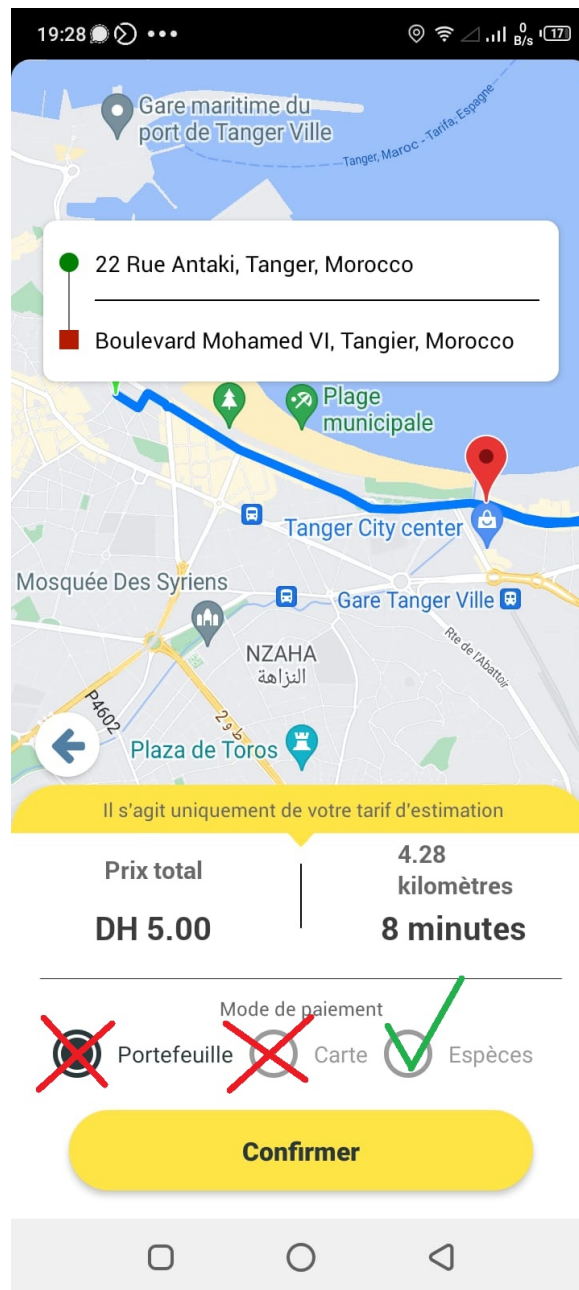 19:28
0
B/s
17
Gare maritime du
port de Tanger Ville
Tanger, Maroc - Tarifa, Espagne
22 Rue Antaki, Tanger, Morocco
Boulevard Mohamed VI, Tangier, Morocco
Plage
municipale
Tanger City center
Mosquée Des Syriens
Gare Tanger Ville
NZAHA
النزاهة
Rte de l'Abattoir
P4602
ط و 2
Plaza de Toros
Il s'agit uniquement de votre tarif d'estimation
Prix total
4.28
kilomètres
DH 5.00
8 minutes
Mode de paiement
Portefeuille
Carte
Espèces
Confirmer